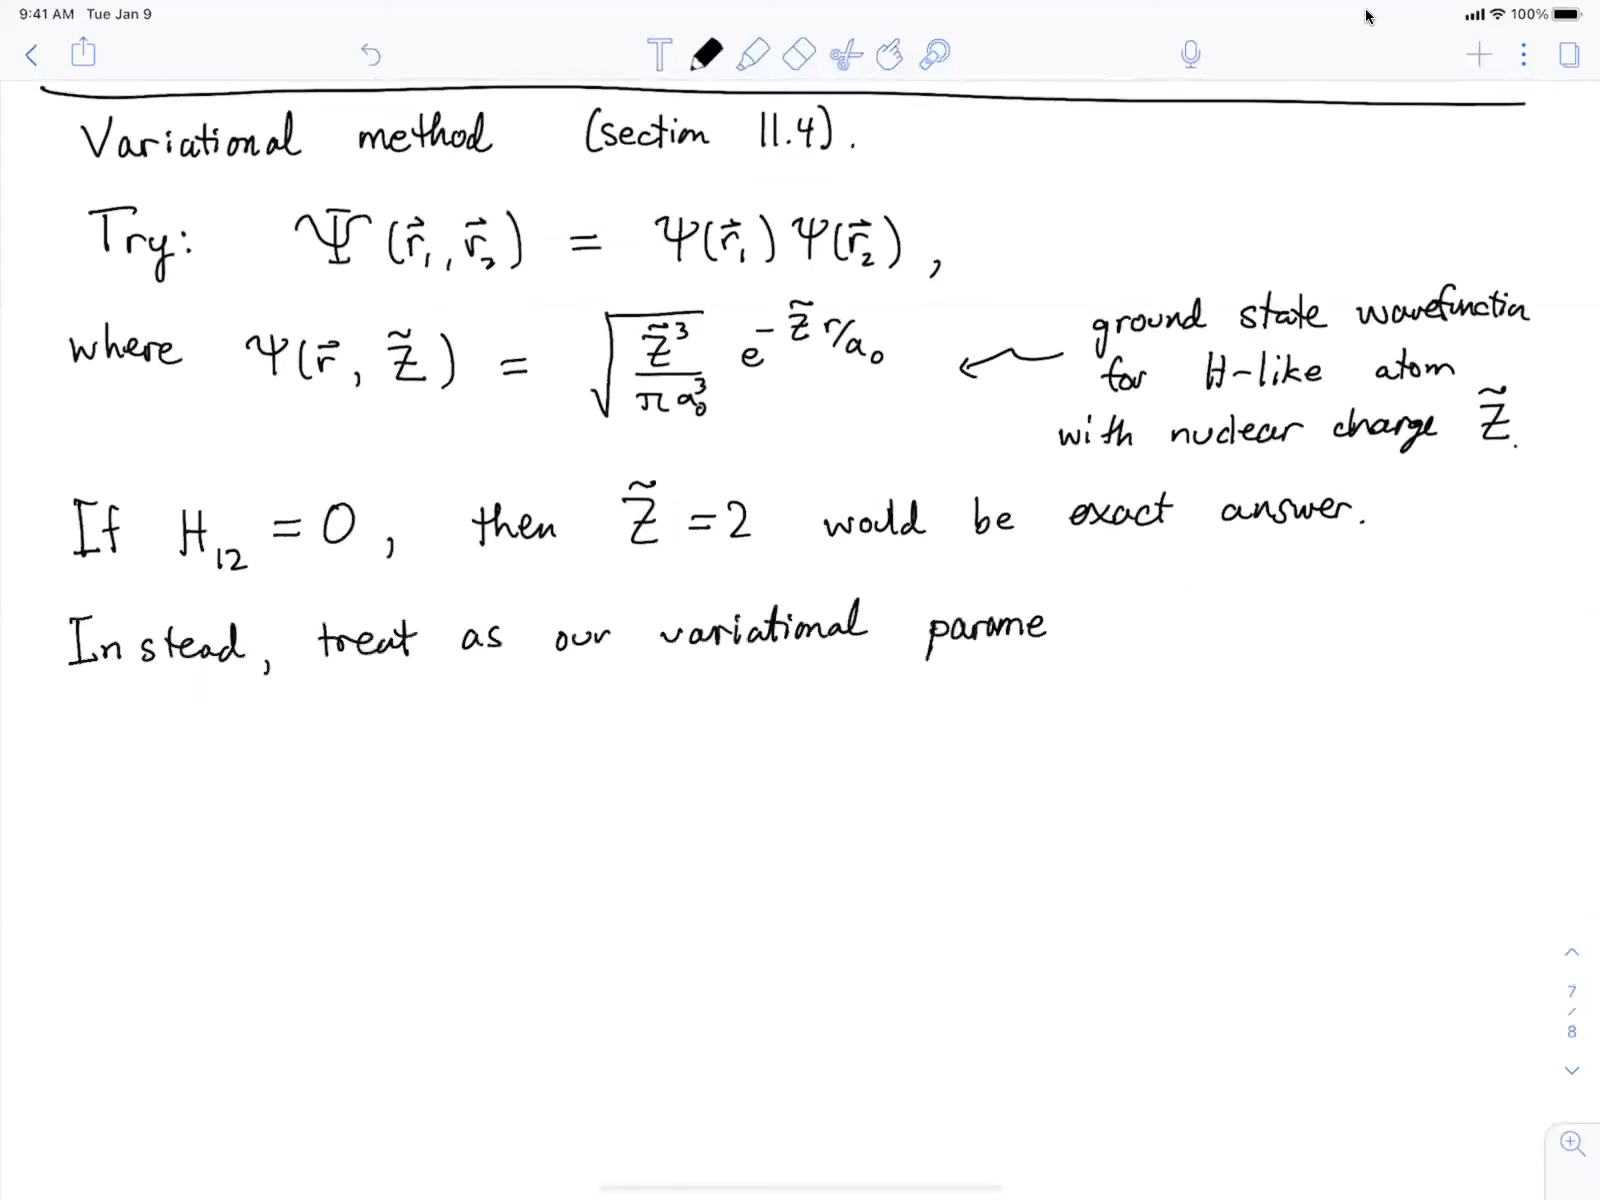 9:41 AM Tue Jan 9
100%
T
Variational method (section 11.4).
Try: Ψ(r⃗₁, r⃗₂) = ψ(r⃗₁) ψ(r⃗₂),
where ψ(r⃗, Z̃) = √(Z̃³/πa₀³) e^(-Z̃r/a₀)
ground state wavefunction
for H-like atom
with nuclear charge Z̃.
If H₁₂ = 0, then Z̃ = 2 would be exact answer.
Instead, treat as our variational parame
7
/
8